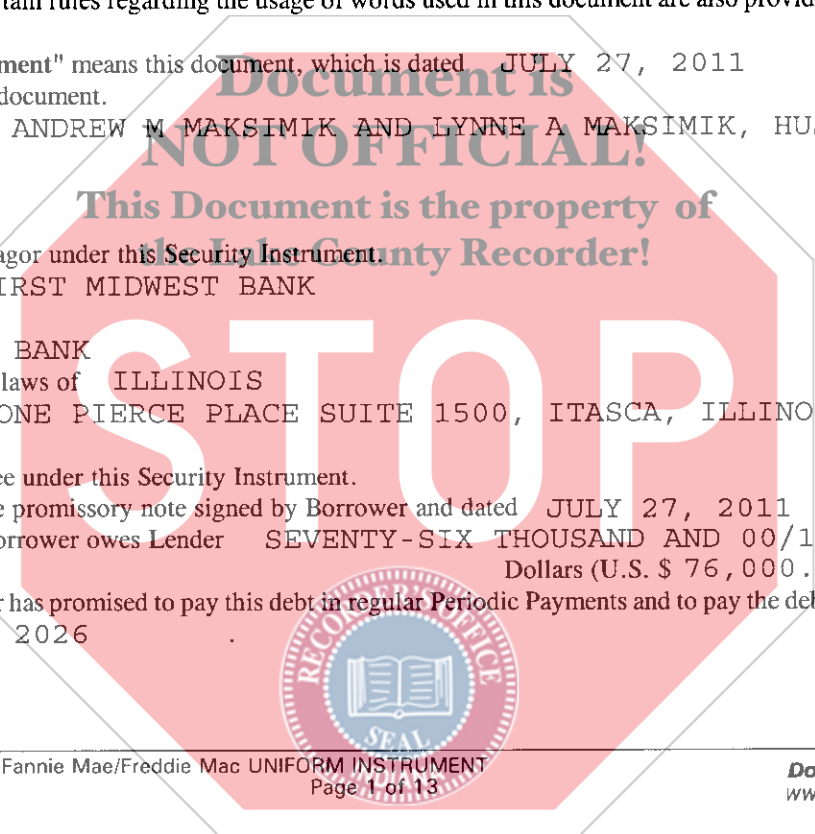 tain rules regarding the usage of words used in this document are also provid
ment" means this document, which is dated JULY 27, 2011
document.
ANDREW M MAKSIMIK AND LYNNE A MAKSIMIK, HUS
agor under this Security Instrument.
IRST MIDWEST BANK
BANK
laws of ILLINOIS
ONE PIERCE PLACE SUITE 1500, ITASCA, ILLINO
ee under this Security Instrument.
e promissory note signed by Borrower and dated JULY 27, 2011
orrower owes Lender SEVENTY-SIX THOUSAND AND 00/1
Dollars (U.S. $ 76,000.
r has promised to pay this debt in regular Periodic Payments and to pay the deb
2026 .
Fannie Mae/Freddie Mac UNIFORM INSTRUMENT
Page 1 of 13
Do
ww
Document is
NOT OFFICIAL!
This Document is the property of
the Lake County Recorder!
STOP
RECORDER'S OFFICE
SEAL
INDIANA